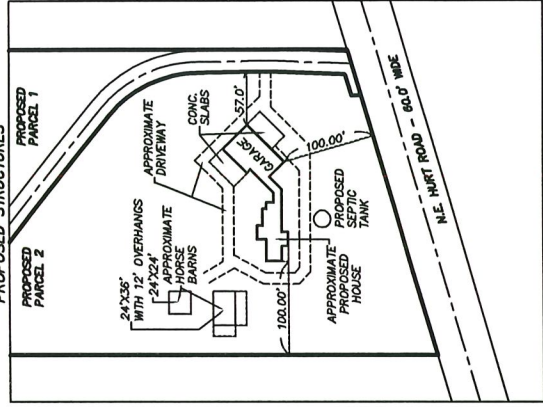 PROPOSED STRUCTURES
PROPOSED
PARCEL 1
PROPOSED
PARCEL 2
24'X36'
WITH 12' OVERHANGS
24'X24'
APPROXIMATE
HORSE
BARNS
APPROXIMATE
DRIVEWAY
CONC.
SLABS
57.0'
GARAGE
100.00'
100.00'
APPROXIMATE
PROPOSED
HOUSE
PROPOSED
SEPTIC
TANK
N.E. HURT ROAD - 60.0' WIDE